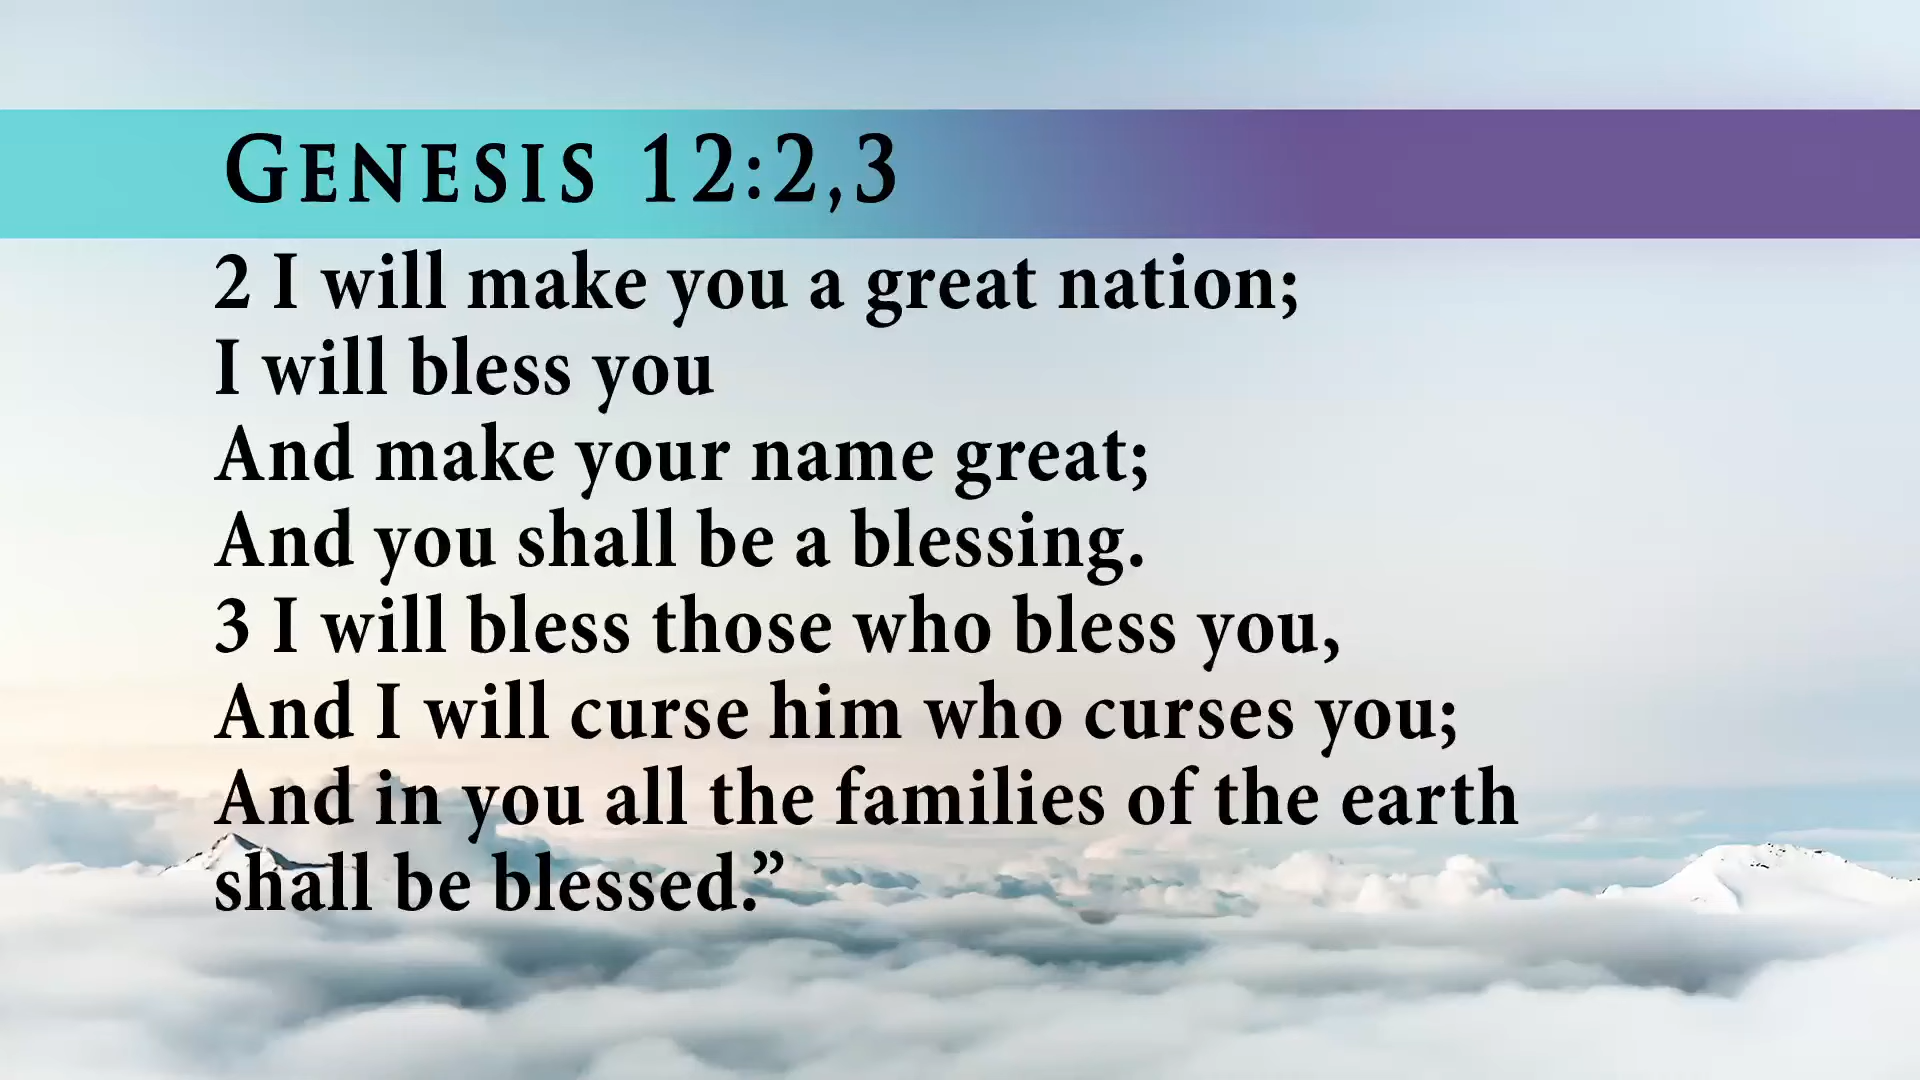 Genesis 12:2,3
2 I will make you a great nation;
I will bless you
And make your name great;
And you shall be a blessing.
3 I will bless those who bless you,
And I will curse him who curses you;
And in you all the families of the earth
shall be blessed.”